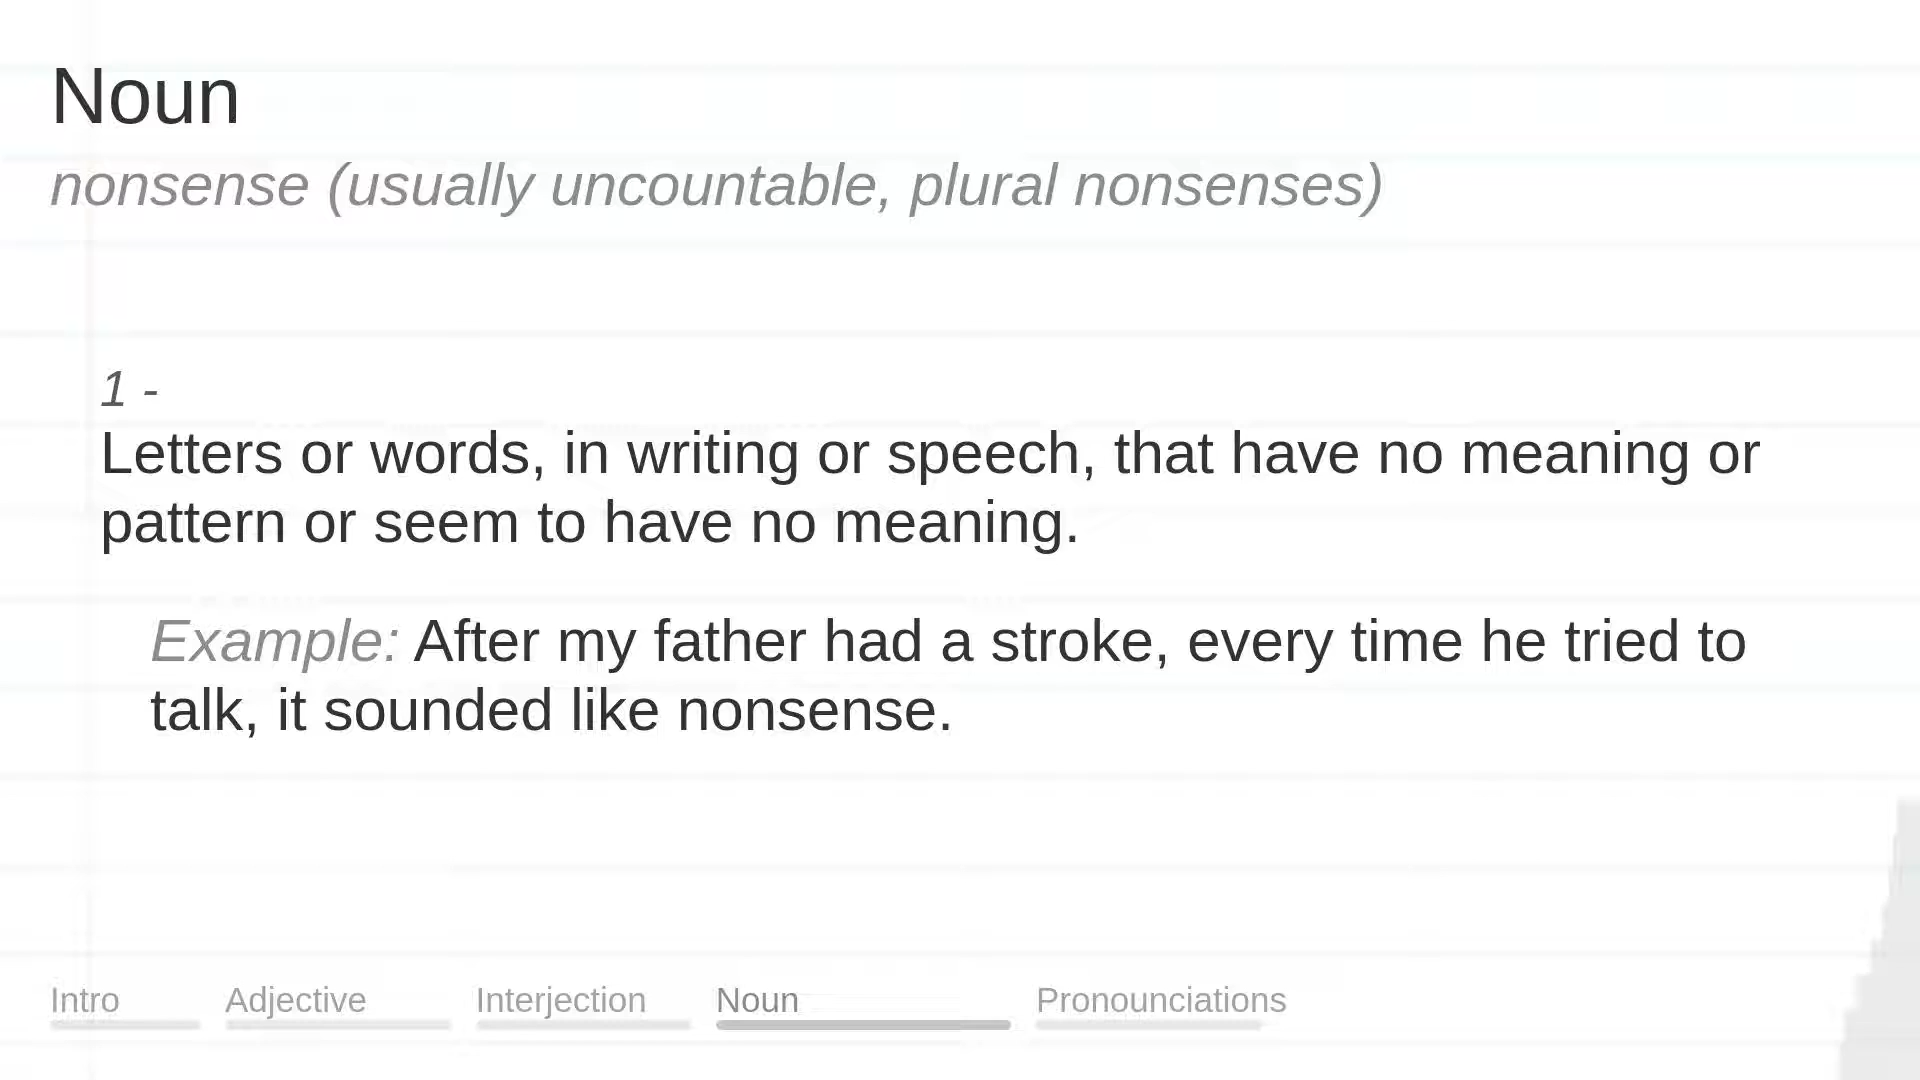 Noun
nonsense (usually uncountable, plural nonsenses)
1 -
Letters or words, in writing or speech, that have no meaning or
pattern or seem to have no meaning.
Example: After my father had a stroke, every time he tried to
talk, it sounded like nonsense.
Intro Adjective Interjection Noun Pronounciations